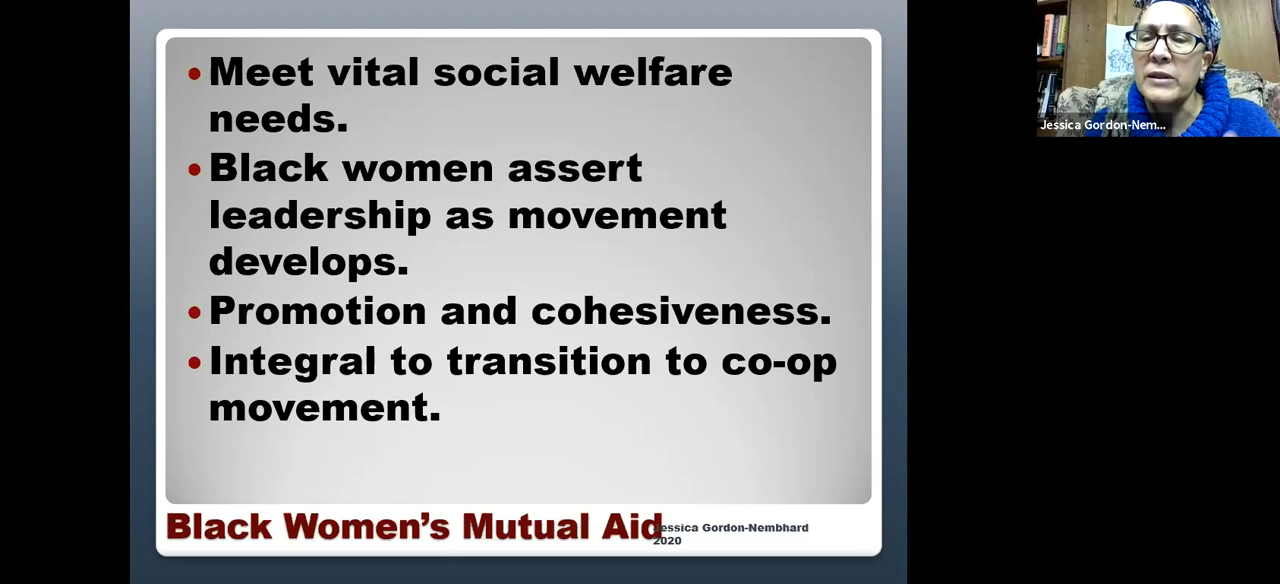 • Meet vital social welfare
needs.
• Black women assert
leadership as movement
develops.
• Promotion and cohesiveness.
• Integral to transition to co-op
movement.
Black Women's Mutual Aid
Jessica Gordon-Nembhard
2020
Jessica Gordon-Nem...